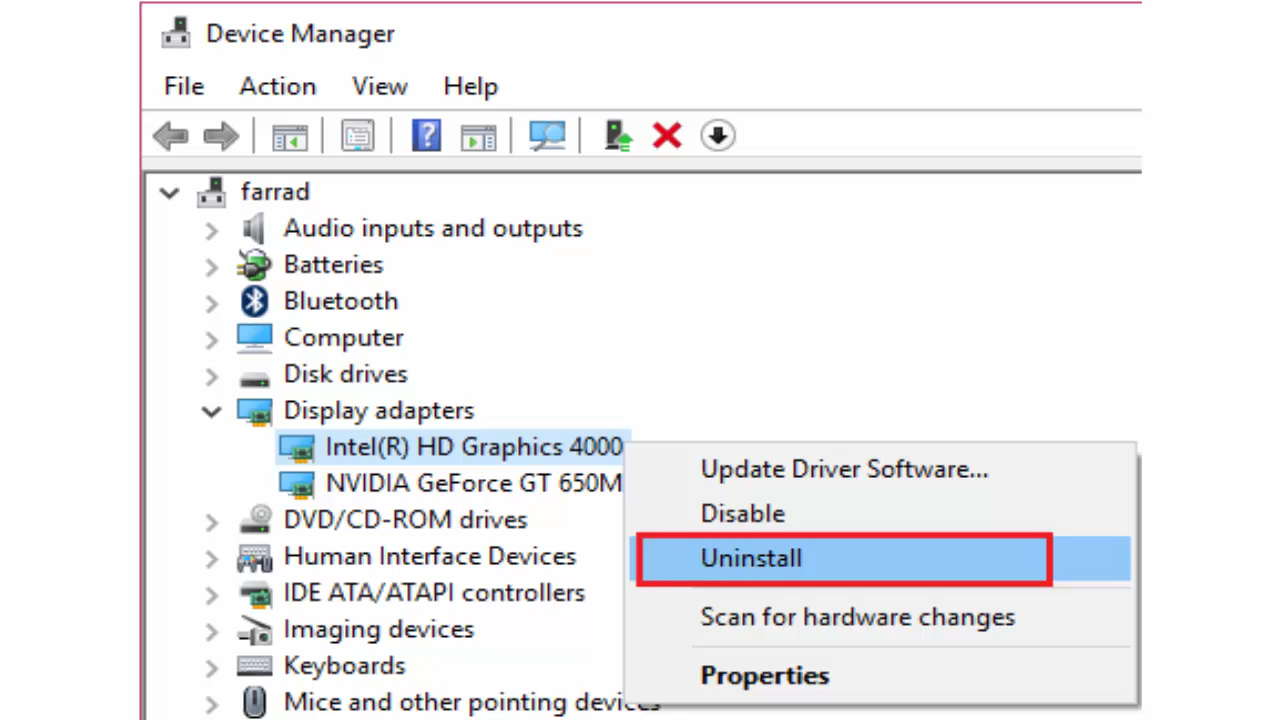 Device Manager
File Action View Help
farrad
Audio inputs and outputs
Batteries
Bluetooth
Computer
Disk drives
Display adapters
Intel(R) HD Graphics 4000
NVIDIA GeForce GT 650M
DVD/CD-ROM drives
Human Interface Devices
IDE ATA/ATAPI controllers
Imaging devices
Keyboards
Mice and other pointing devices
Update Driver Software...
Disable
Uninstall
Scan for hardware changes
Properties